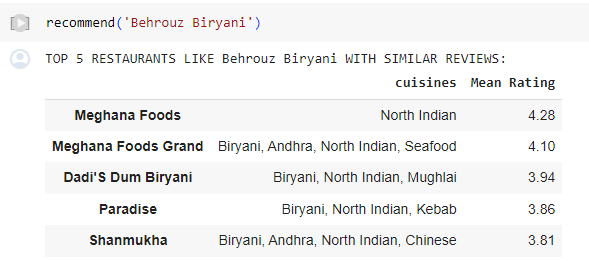 recommend('Behrouz Biryani')
TOP 5 RESTAURANTS LIKE Behrouz Biryani WITH SIMILAR REVIEWS:
cuisines Mean Rating
Meghana Foods North Indian 4.28
Meghana Foods Grand Biryani, Andhra, North Indian, Seafood 4.10
Dadi'S Dum Biryani Biryani, North Indian, Mughlai 3.94
Paradise Biryani, North Indian, Kebab 3.86
Shanmukha Biryani, Andhra, North Indian, Chinese 3.81